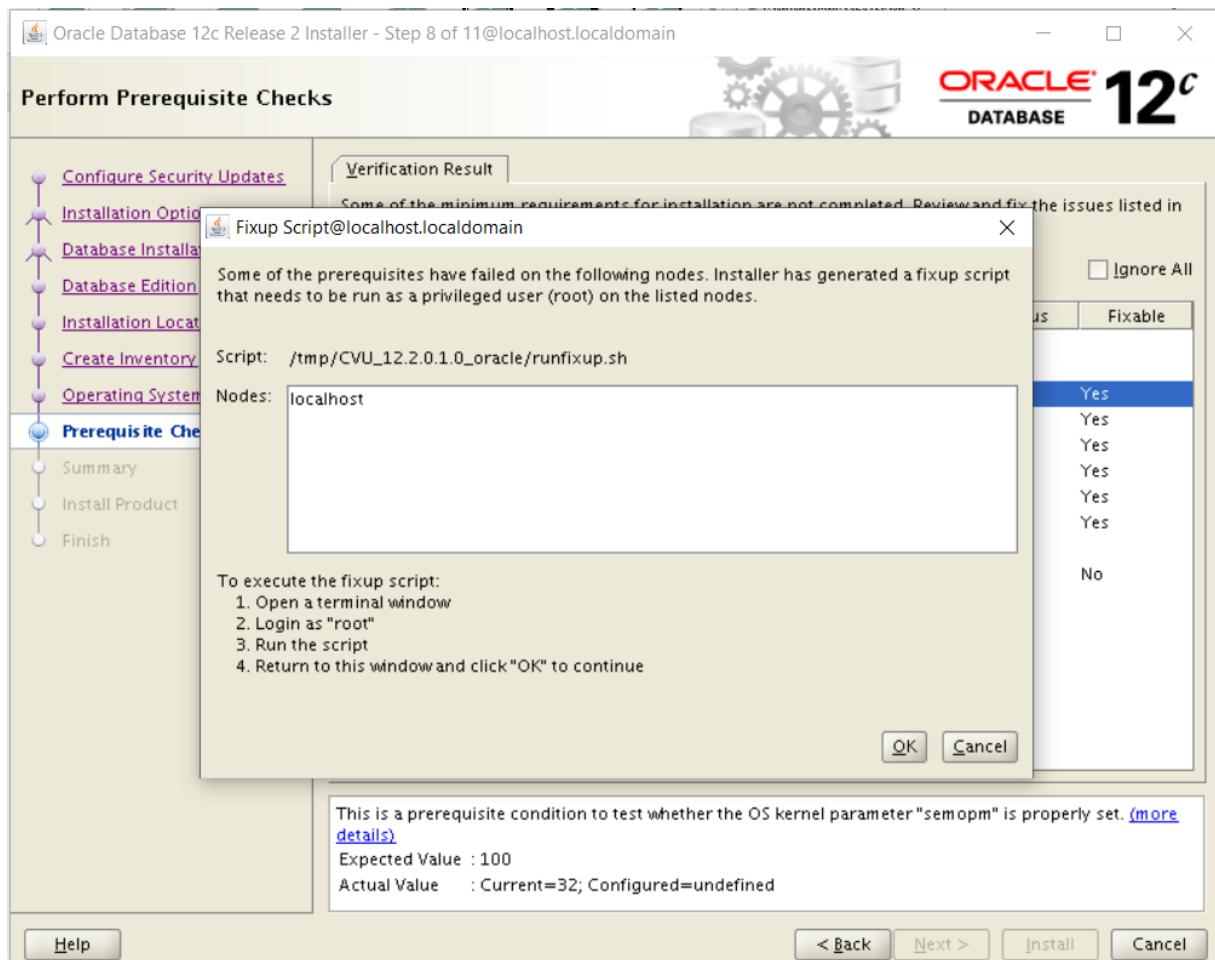 Oracle Database 12c Release 2 Installer - Step 8 of 11@localhost.localdomain
Perform Prerequisite Checks
ORACLE
DATABASE
12c
Configure Security Updates
Installation Optio
Database Installa
Database Edition
Installation Locat
Create Inventory
Operating System
Prerequisite Che
Summary
Install Product
Finish
Verification Result
Some of the minimum requirements for installation are not completed. Review and fix the issues listed in
Ignore All
us Fixable
Yes
Yes
Yes
Yes
Yes
Yes
No
Fixup Script@localhost.localdomain
Some of the prerequisites have failed on the following nodes. Installer has generated a fixup script
that needs to be run as a privileged user (root) on the listed nodes.
Script: /tmp/CVU_12.2.0.1.0_oracle/runfixup.sh
Nodes: localhost
To execute the fixup script:
1. Open a terminal window
2. Login as "root"
3. Run the script
4. Return to this window and click "OK" to continue
OK Cancel
This is a prerequisite condition to test whether the OS kernel parameter "semopm" is properly set. (more
details)
Expected Value : 100
Actual Value : Current=32; Configured=undefined
Help < Back Next > Install Cancel